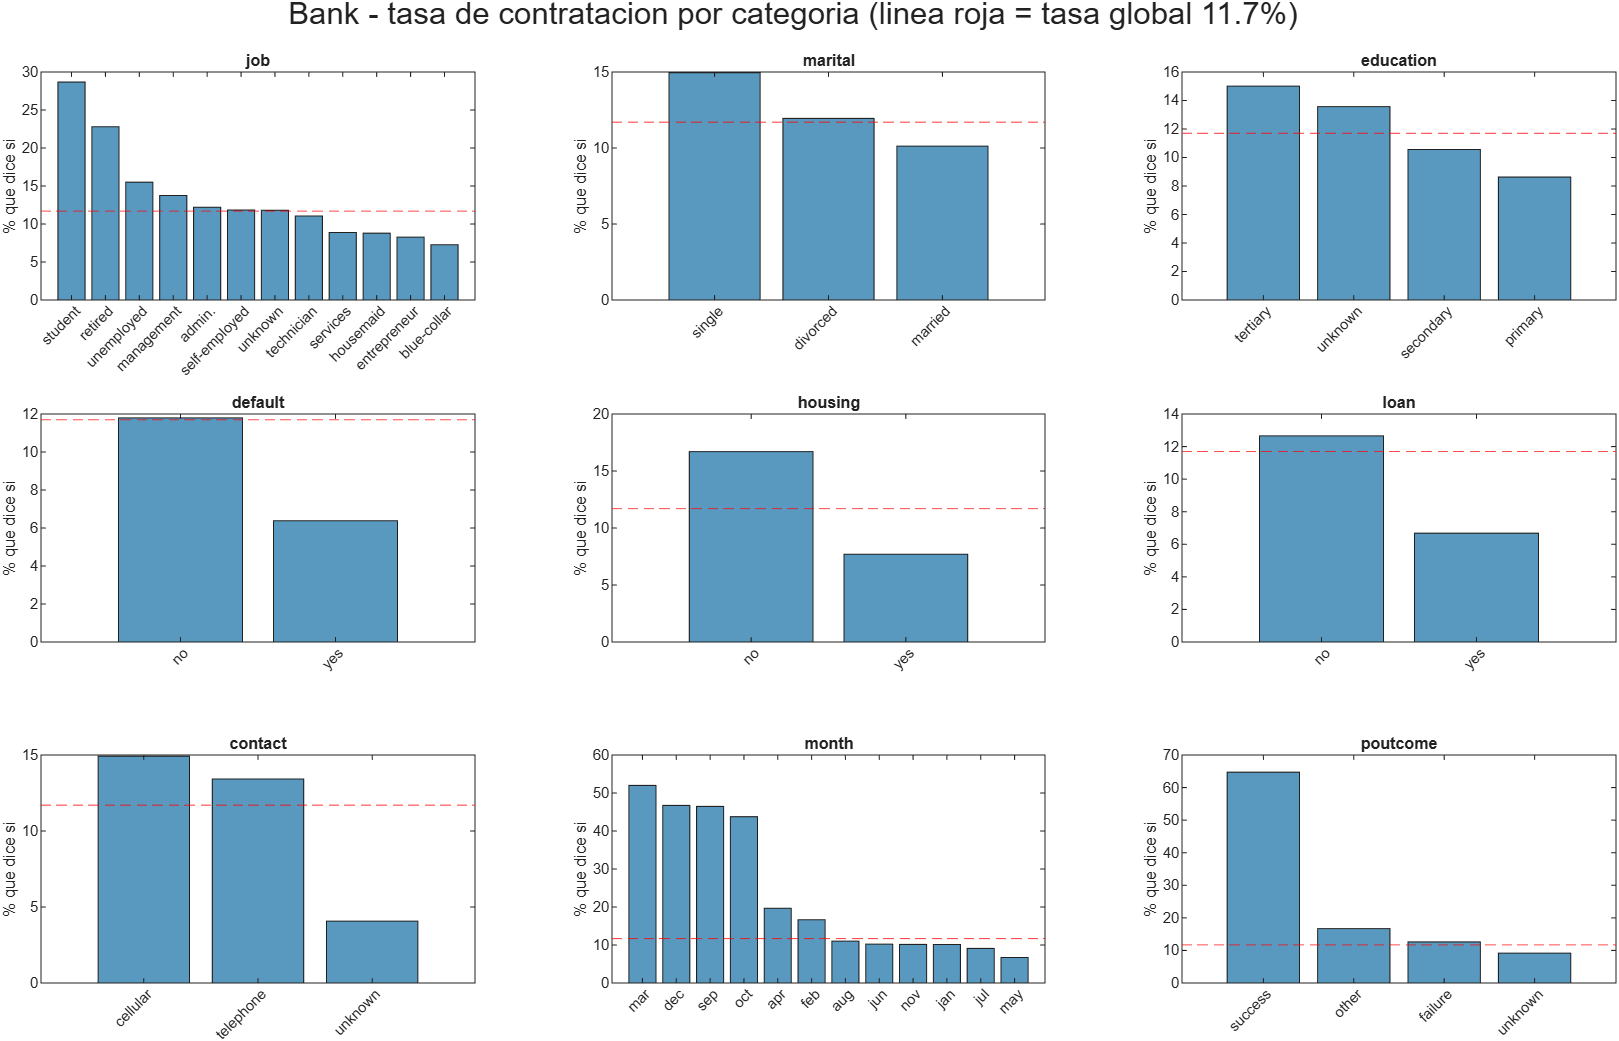 Bank - tasa de contratacion por categoria (linea roja = tasa global 11.7%)
job
% que dice si
30
25
20
15
10
5
0
student
retired
unemployed
management
admin.
self-employed
unknown
technician
services
housemaid
entrepreneur
blue-collar
marital
% que dice si
15
10
5
0
single
divorced
married
education
% que dice si
16
14
12
10
8
6
4
2
0
tertiary
unknown
secondary
primary
default
% que dice si
12
10
8
6
4
2
0
no
yes
housing
% que dice si
20
15
10
5
0
no
yes
loan
% que dice si
14
12
10
8
6
4
2
0
no
yes
contact
% que dice si
15
10
5
0
cellular
telephone
unknown
month
% que dice si
60
50
40
30
20
10
0
mar
dec
sep
oct
apr
feb
aug
jun
nov
jan
jul
may
poutcome
% que dice si
70
60
50
40
30
20
10
0
success
other
failure
unknown